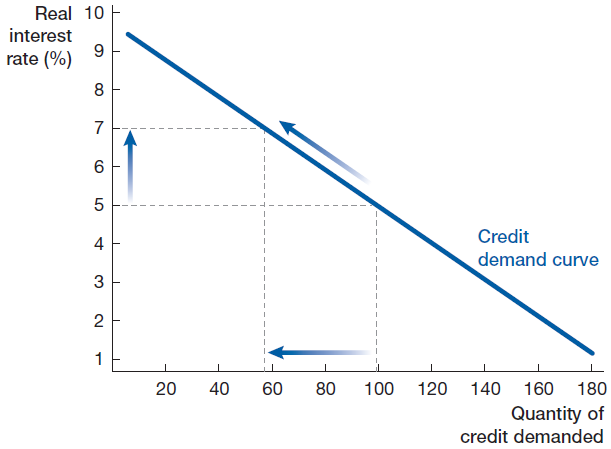 Real
interest
rate (%)
10
9
8
7
6
5
4
3
2
1
Credit
demand curve
20 40 60 80 100 120 140 160 180
Quantity of
credit demanded